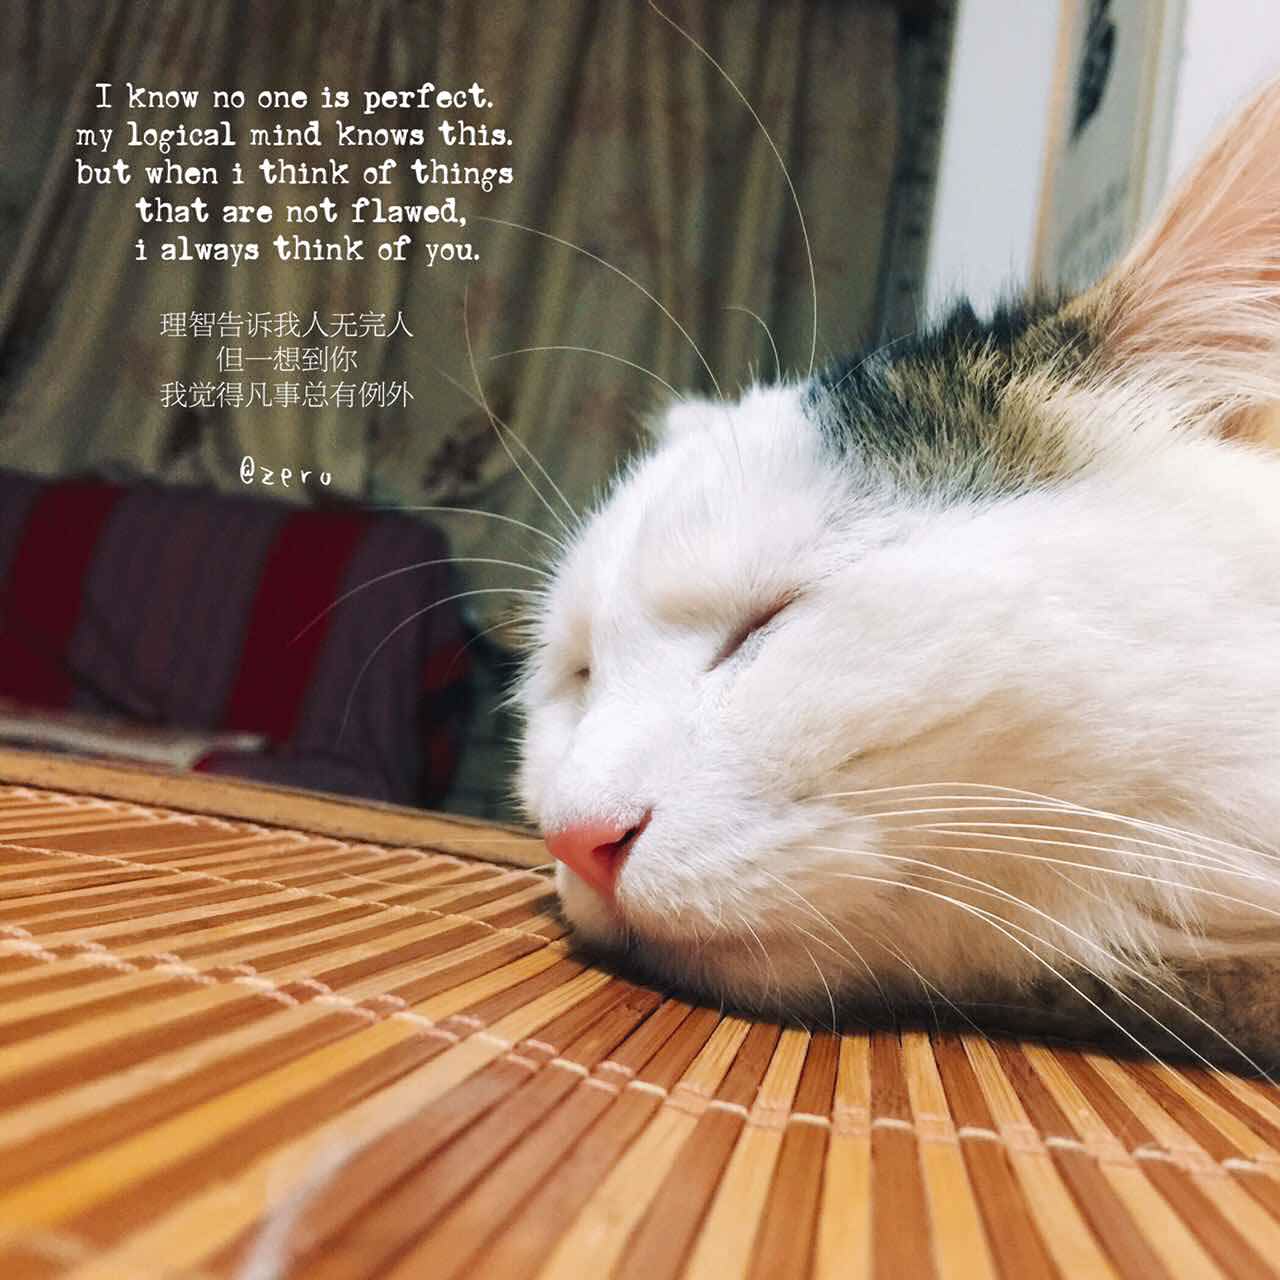 I know no one is perfect.
my logical mind knows this.
but when i think of things
that are not flawed,
i always think of you.
理智告诉我人无完人
但一想到你
我觉得凡事总有例外
@zero